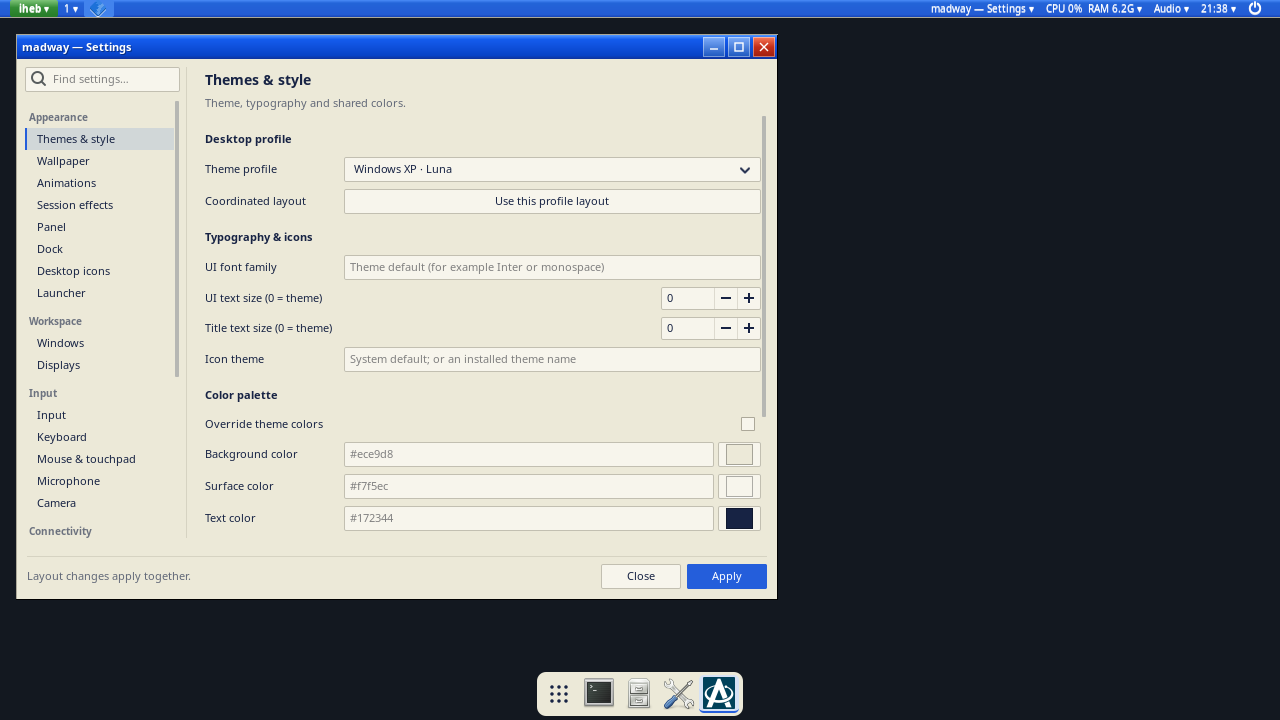 iheb ▾ 1 ▾ madway — Settings ▾ CPU 0% RAM 6.2G ▾ Audio ▾ 21:38 ▾
madway — Settings
Find settings...
Appearance
Themes & style
Wallpaper
Animations
Session effects
Panel
Dock
Desktop icons
Launcher
Workspace
Windows
Displays
Input
Input
Keyboard
Mouse & touchpad
Microphone
Camera
Connectivity
Themes & style
Theme, typography and shared colors.
Desktop profile
Theme profile Windows XP · Luna
Coordinated layout Use this profile layout
Typography & icons
UI font family Theme default (for example Inter or monospace)
UI text size (0 = theme) 0
Title text size (0 = theme) 0
Icon theme System default; or an installed theme name
Color palette
Override theme colors
Background color #ece9d8
Surface color #f7f5ec
Text color #172344
Layout changes apply together. Close Apply